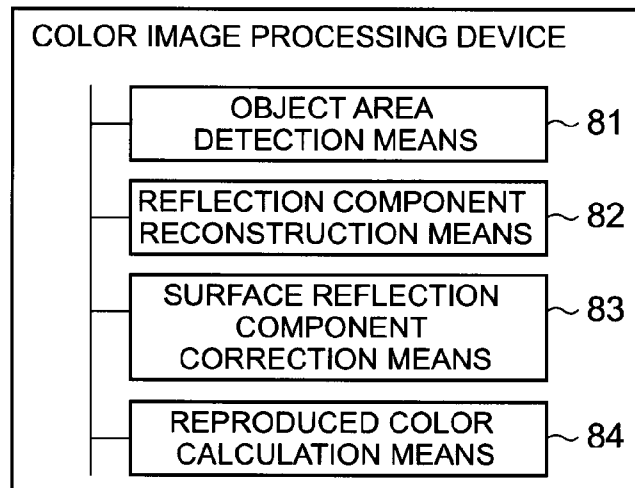 COLOR IMAGE PROCESSING DEVICE
OBJECT AREA
DETECTION MEANS
81
REFLECTION COMPONENT
RECONSTRUCTION MEANS
82
SURFACE REFLECTION
COMPONENT
CORRECTION MEANS
83
REPRODUCED COLOR
CALCULATION MEANS
84